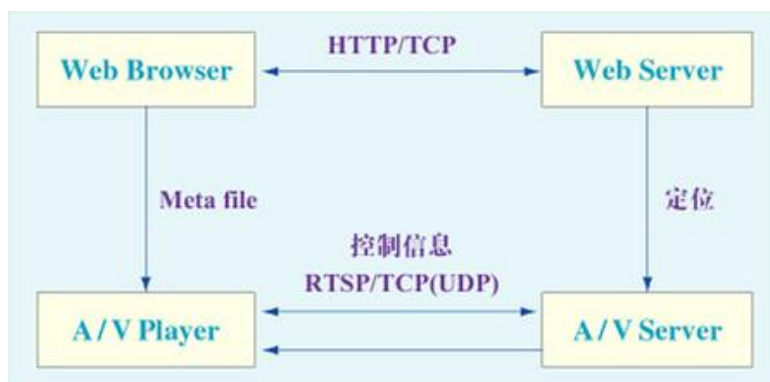 HTTP/TCP
Web Browser
Web Server
Meta file
定位
控制信息
RTSP/TCP(UDP)
A/V Player
A/V Server